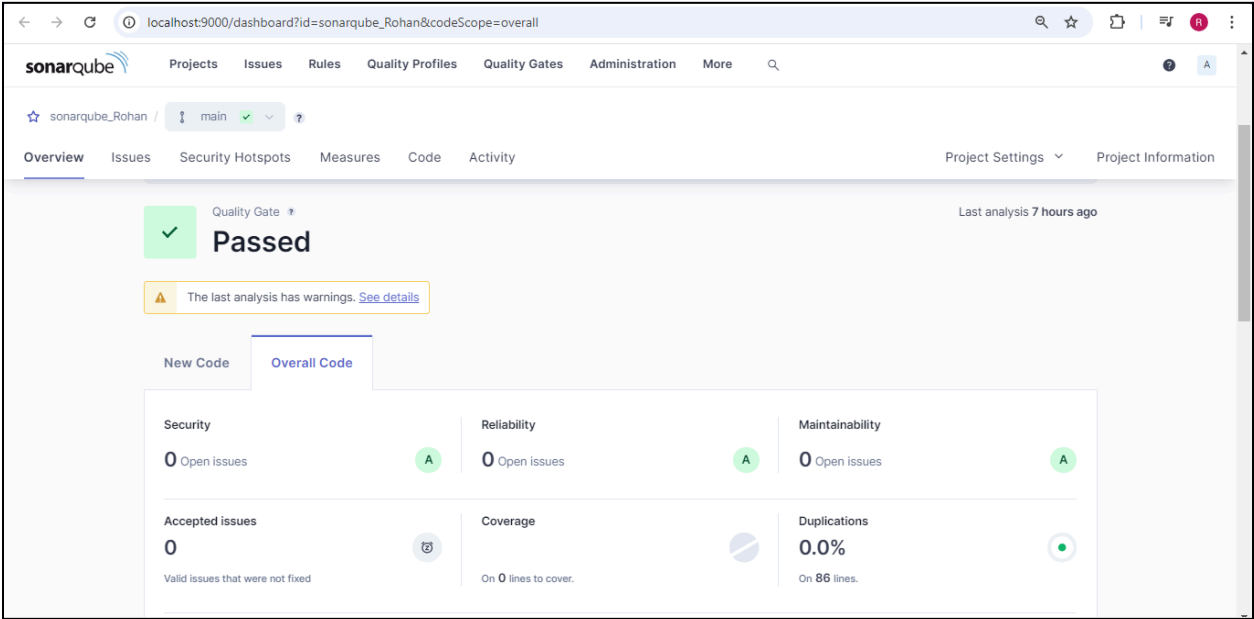 localhost:9000/dashboard?id=sonarqube_Rohan&codeScope=overall R
sonarqube Projects Issues Rules Quality Profiles Quality Gates Administration More ? A
sonarqube_Rohan / main ?
Overview Issues Security Hotspots Measures Code Activity Project Settings Project Information
Quality Gate ? Last analysis 7 hours ago
Passed
The last analysis has warnings. See details
New Code Overall Code
Security Reliability Maintainability
0 Open issues A 0 Open issues A 0 Open issues A
Accepted issues Coverage Duplications
0 0.0%
Valid issues that were not fixed On 0 lines to cover. On 86 lines.